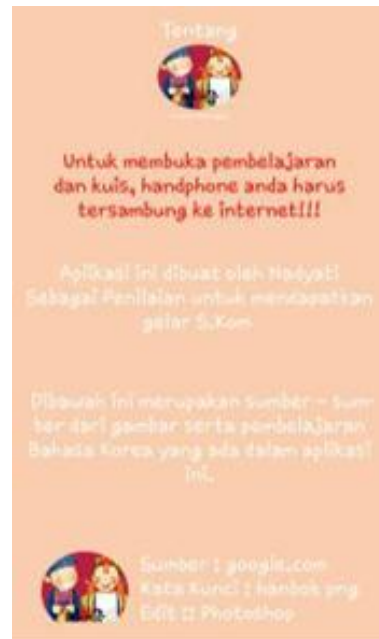 Tentang
Untuk membuka pembelajaran
dan kuis, handphone anda harus
tersambung ke internet!!!
Aplikasi ini dibuat oleh Nadyati
Sebagai Penilaian untuk mendapatkan
gelar S.Kom
Dibawah ini merupakan sumber - sum
ber dari gambar serta pembelajaran
Bahasa Korea yang ada dalam aplikasi
ini.
Sumber : google.com
Kata Kunci : hanbok png
Edit : Photoshop